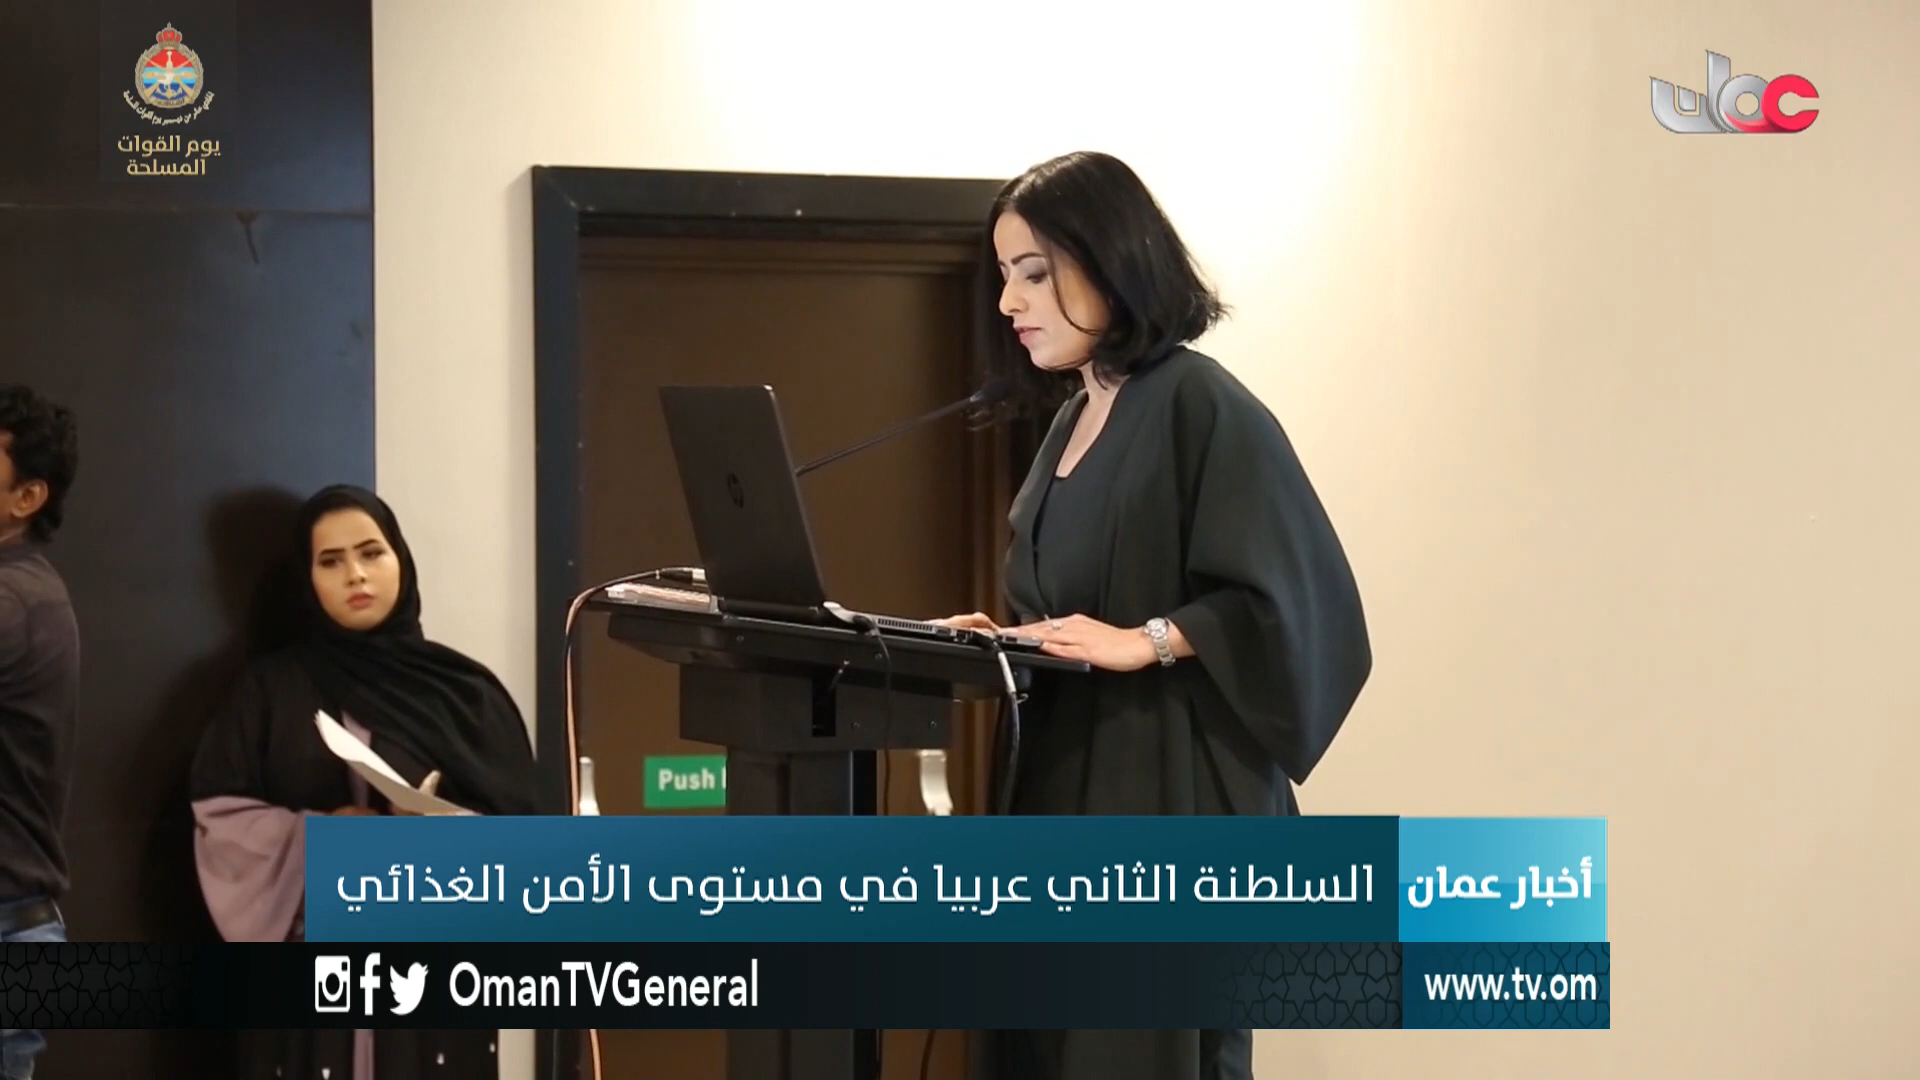 يوم القوات
المسلحة
عمان
Push
أخبار عمان
السلطنة الثاني عربيا في مستوى الأمن الغذائي
OmanTVGeneral
www.tv.om